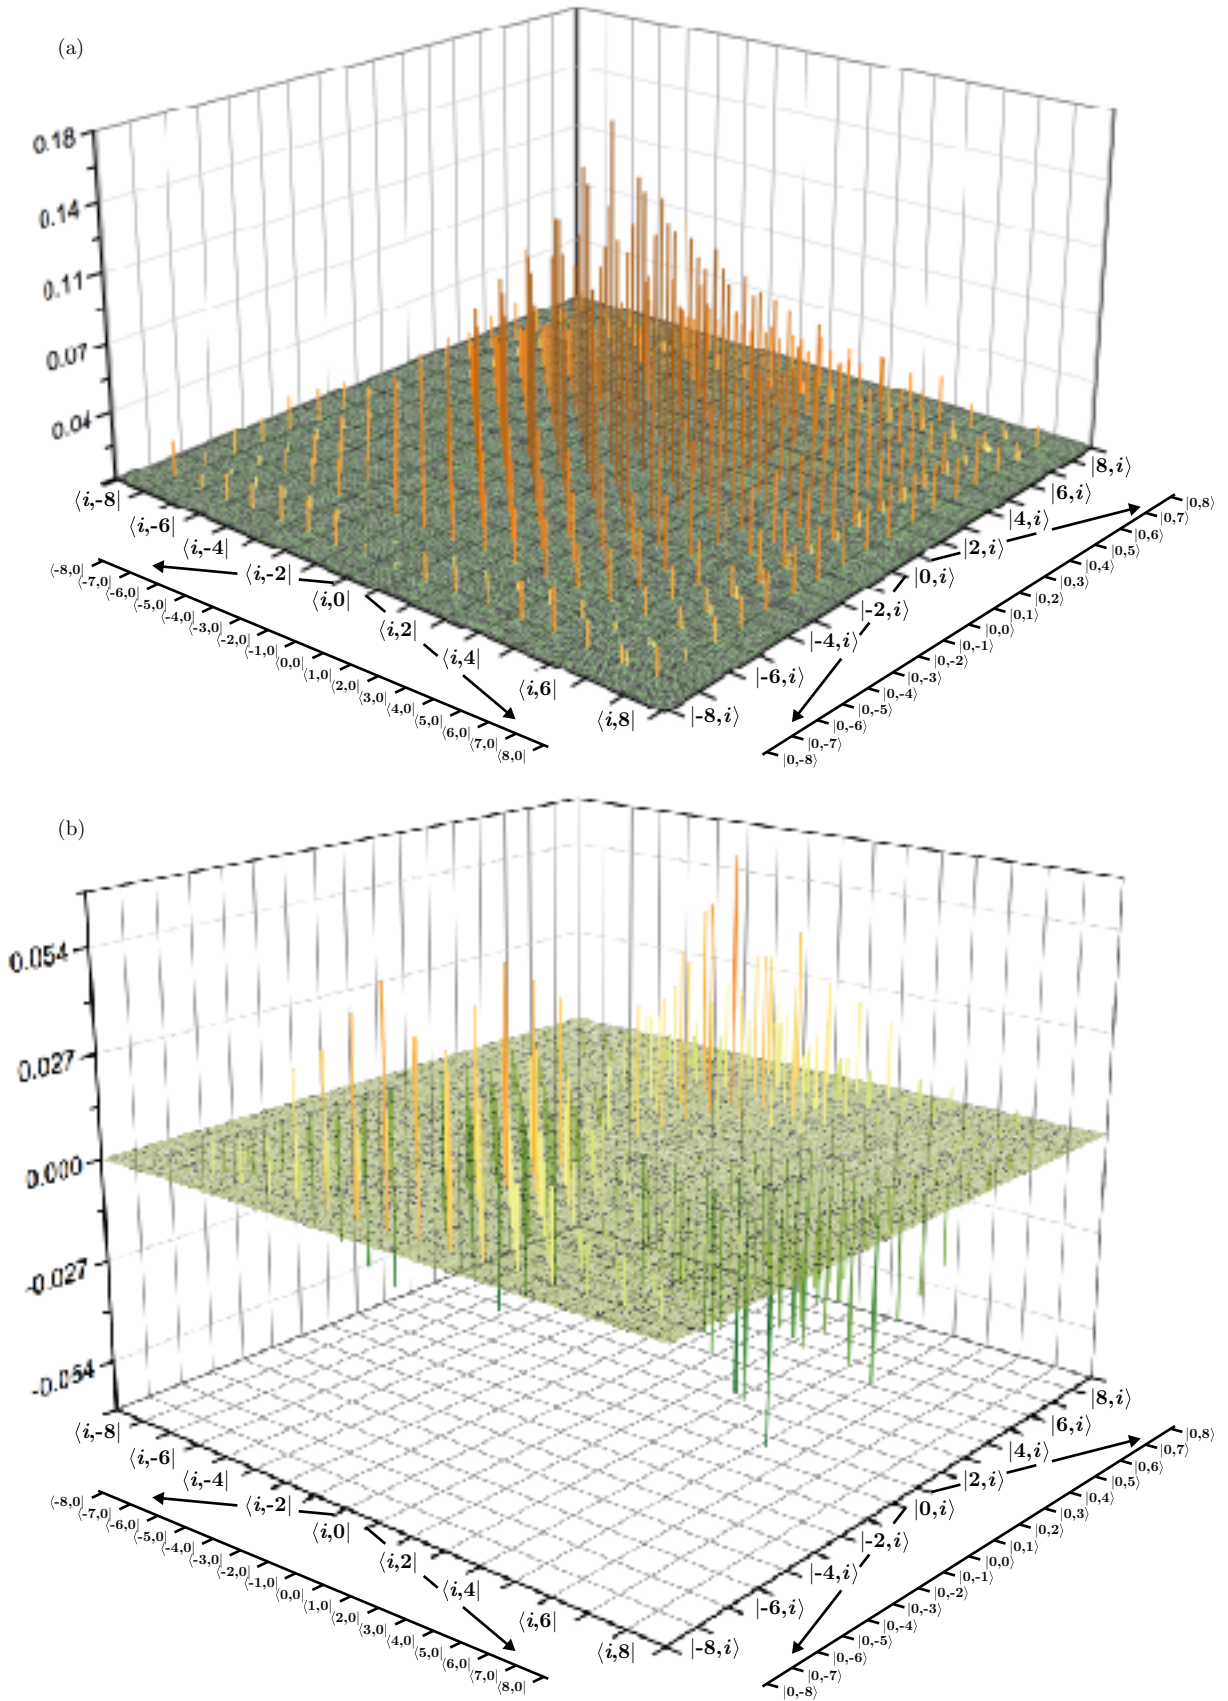 (a)
0.18
0.14
0.11
0.07
0.04
⟨i,-8|
⟨i,-6|
⟨i,-4|
⟨i,-2|
⟨i,0|
⟨i,2|
⟨i,4|
⟨i,6|
⟨i,8|
|8,i⟩
|6,i⟩
|4,i⟩
|2,i⟩
|0,i⟩
|-2,i⟩
|-4,i⟩
|-6,i⟩
|-8,i⟩
⟨-8,0|
⟨-7,0|
⟨-6,0|
⟨-5,0|
⟨-4,0|
⟨-3,0|
⟨-2,0|
⟨-1,0|
⟨0,0|
⟨1,0|
⟨2,0|
⟨3,0|
⟨4,0|
⟨5,0|
⟨6,0|
⟨7,0|
⟨8,0|
|0,8⟩
|0,7⟩
|0,6⟩
|0,5⟩
|0,4⟩
|0,3⟩
|0,2⟩
|0,1⟩
|0,0⟩
|0,-1⟩
|0,-2⟩
|0,-3⟩
|0,-4⟩
|0,-5⟩
|0,-6⟩
|0,-7⟩
|0,-8⟩
(b)
0.054
0.027
0.000
-0.027
-0.054
⟨i,-8|
⟨i,-6|
⟨i,-4|
⟨i,-2|
⟨i,0|
⟨i,2|
⟨i,4|
⟨i,6|
⟨i,8|
|8,i⟩
|6,i⟩
|4,i⟩
|2,i⟩
|0,i⟩
|-2,i⟩
|-4,i⟩
|-6,i⟩
|-8,i⟩
⟨-8,0|
⟨-7,0|
⟨-6,0|
⟨-5,0|
⟨-4,0|
⟨-3,0|
⟨-2,0|
⟨-1,0|
⟨0,0|
⟨1,0|
⟨2,0|
⟨3,0|
⟨4,0|
⟨5,0|
⟨6,0|
⟨7,0|
⟨8,0|
|0,8⟩
|0,7⟩
|0,6⟩
|0,5⟩
|0,4⟩
|0,3⟩
|0,2⟩
|0,1⟩
|0,0⟩
|0,-1⟩
|0,-2⟩
|0,-3⟩
|0,-4⟩
|0,-5⟩
|0,-6⟩
|0,-7⟩
|0,-8⟩